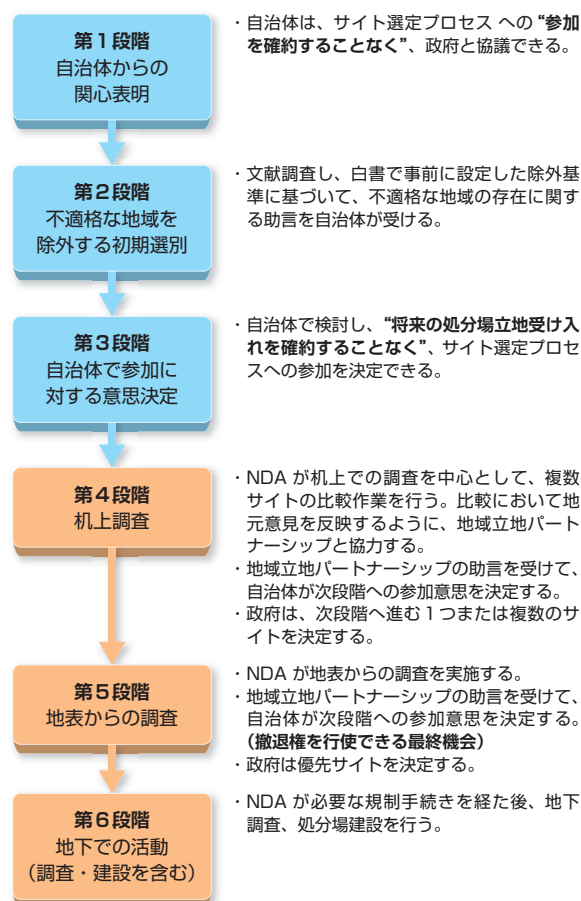 第1段階
自治体からの
関心表明
・自治体は、サイト選定プロセス への“参加
を確約することなく”、政府と協議できる。
第2段階
不適格な地域を
除外する初期選別
・文献調査し、白書で事前に設定した除外基
準に基づいて、不適格な地域の存在に関す
る助言を自治体が受ける。
第3段階
自治体で参加に
対する意思決定
・自治体で検討し、“将来の処分場立地受け入
れを確約することなく”、サイト選定プロセ
スへの参加を決定できる。
第4段階
机上調査
・NDA が机上での調査を中心として、複数
サイトの比較作業を行う。比較において地
元意見を反映するように、地域立地パート
ナーシップと協力する。
・地域立地パートナーシップの助言を受けて、
自治体が次段階への参加意思を決定する。
・政府は、次段階へ進む1つまたは複数のサ
イトを決定する。
第5段階
地表からの調査
・NDA が地表からの調査を実施する。
・地域立地パートナーシップの助言を受けて、
自治体が次段階への参加意思を決定する。
(撤退権を行使できる最終機会)
・政府は優先サイトを決定する。
第6段階
地下での活動
(調査・建設を含む)
・NDA が必要な規制手続きを経た後、地下
調査、処分場建設を行う。